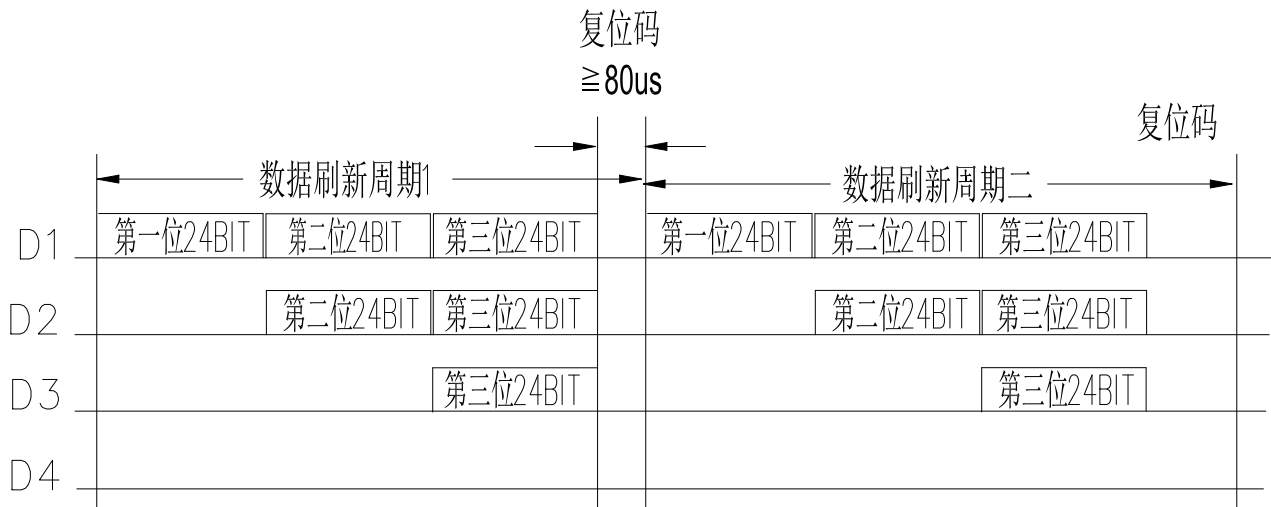 复位码
≧80us
复位码
数据刷新周期1
数据刷新周期二
D1 第一位24BIT 第二位24BIT 第三位24BIT 第一位24BIT 第二位24BIT 第三位24BIT
D2 第二位24BIT 第三位24BIT 第二位24BIT 第三位24BIT
D3 第三位24BIT 第三位24BIT
D4